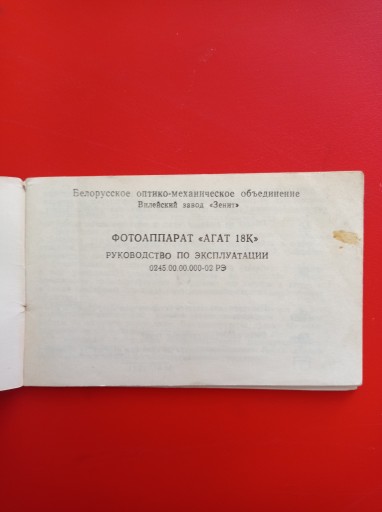 Белорусское оптико-механическое объединение
Вилейский завод «Зенит»
ФОТОАППАРАТ «АГАТ 18К»
РУКОВОДСТВО ПО ЭКСПЛУАТАЦИИ
0245.00.00.000-02 РЭ